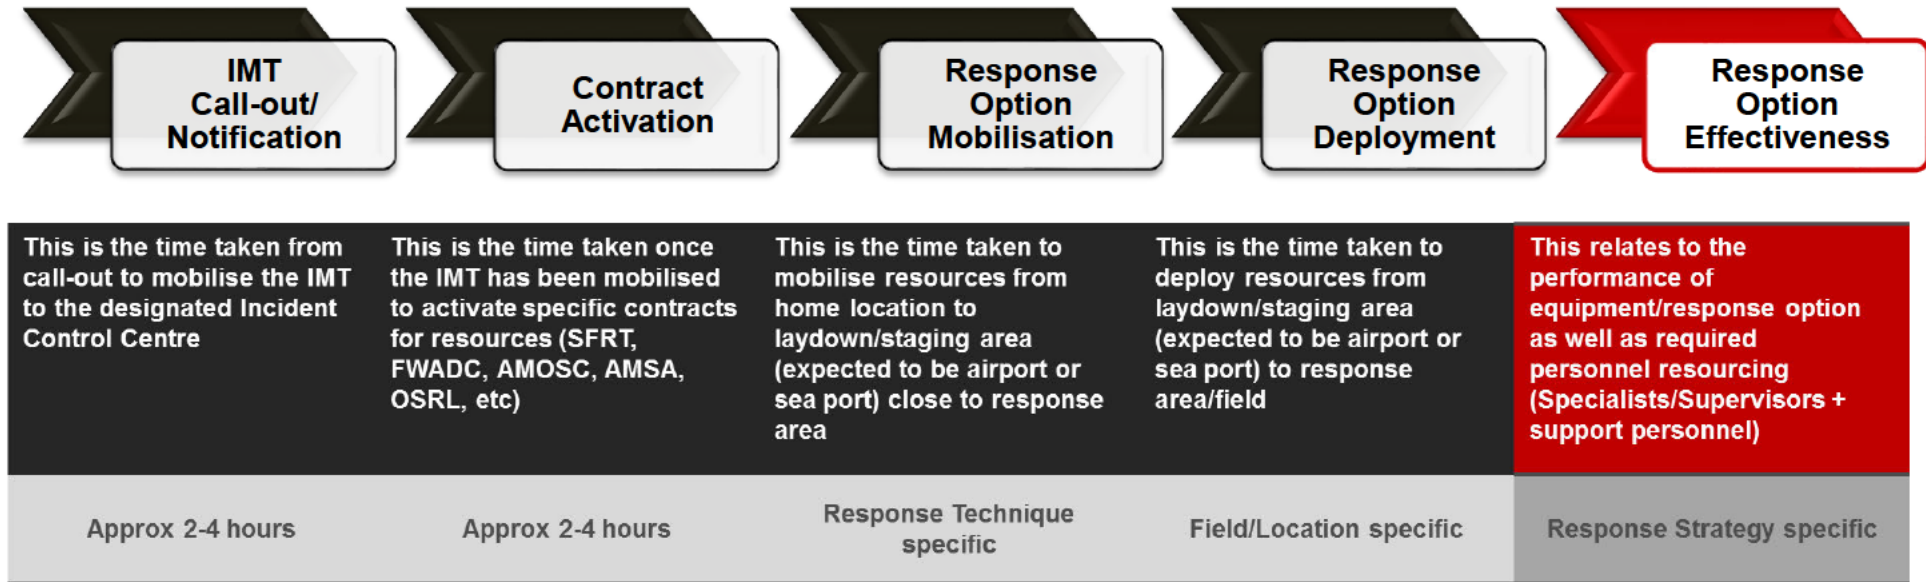 IMT
Call-out/
Notification
Contract
Activation
Response
Option
Mobilisation
Response
Option
Deployment
Response
Option
Effectiveness
This is the time taken from
call-out to mobilise the IMT
to the designated Incident
Control Centre
This is the time taken once
the IMT has been mobilised
to activate specific contracts
for resources (SFRT,
FWADC, AMOSC, AMSA,
OSRL, etc)
This is the time taken to
mobilise resources from
home location to
laydown/staging area
(expected to be airport or
sea port) close to response
area
This is the time taken to
deploy resources from
laydown/staging area
(expected to be airport or
sea port) to response
area/field
This relates to the
performance of
equipment/response option
as well as required
personnel resourcing
(Specialists/Supervisors +
support personnel)
Approx 2-4 hours
Approx 2-4 hours
Response Technique
specific
Field/Location specific
Response Strategy specific